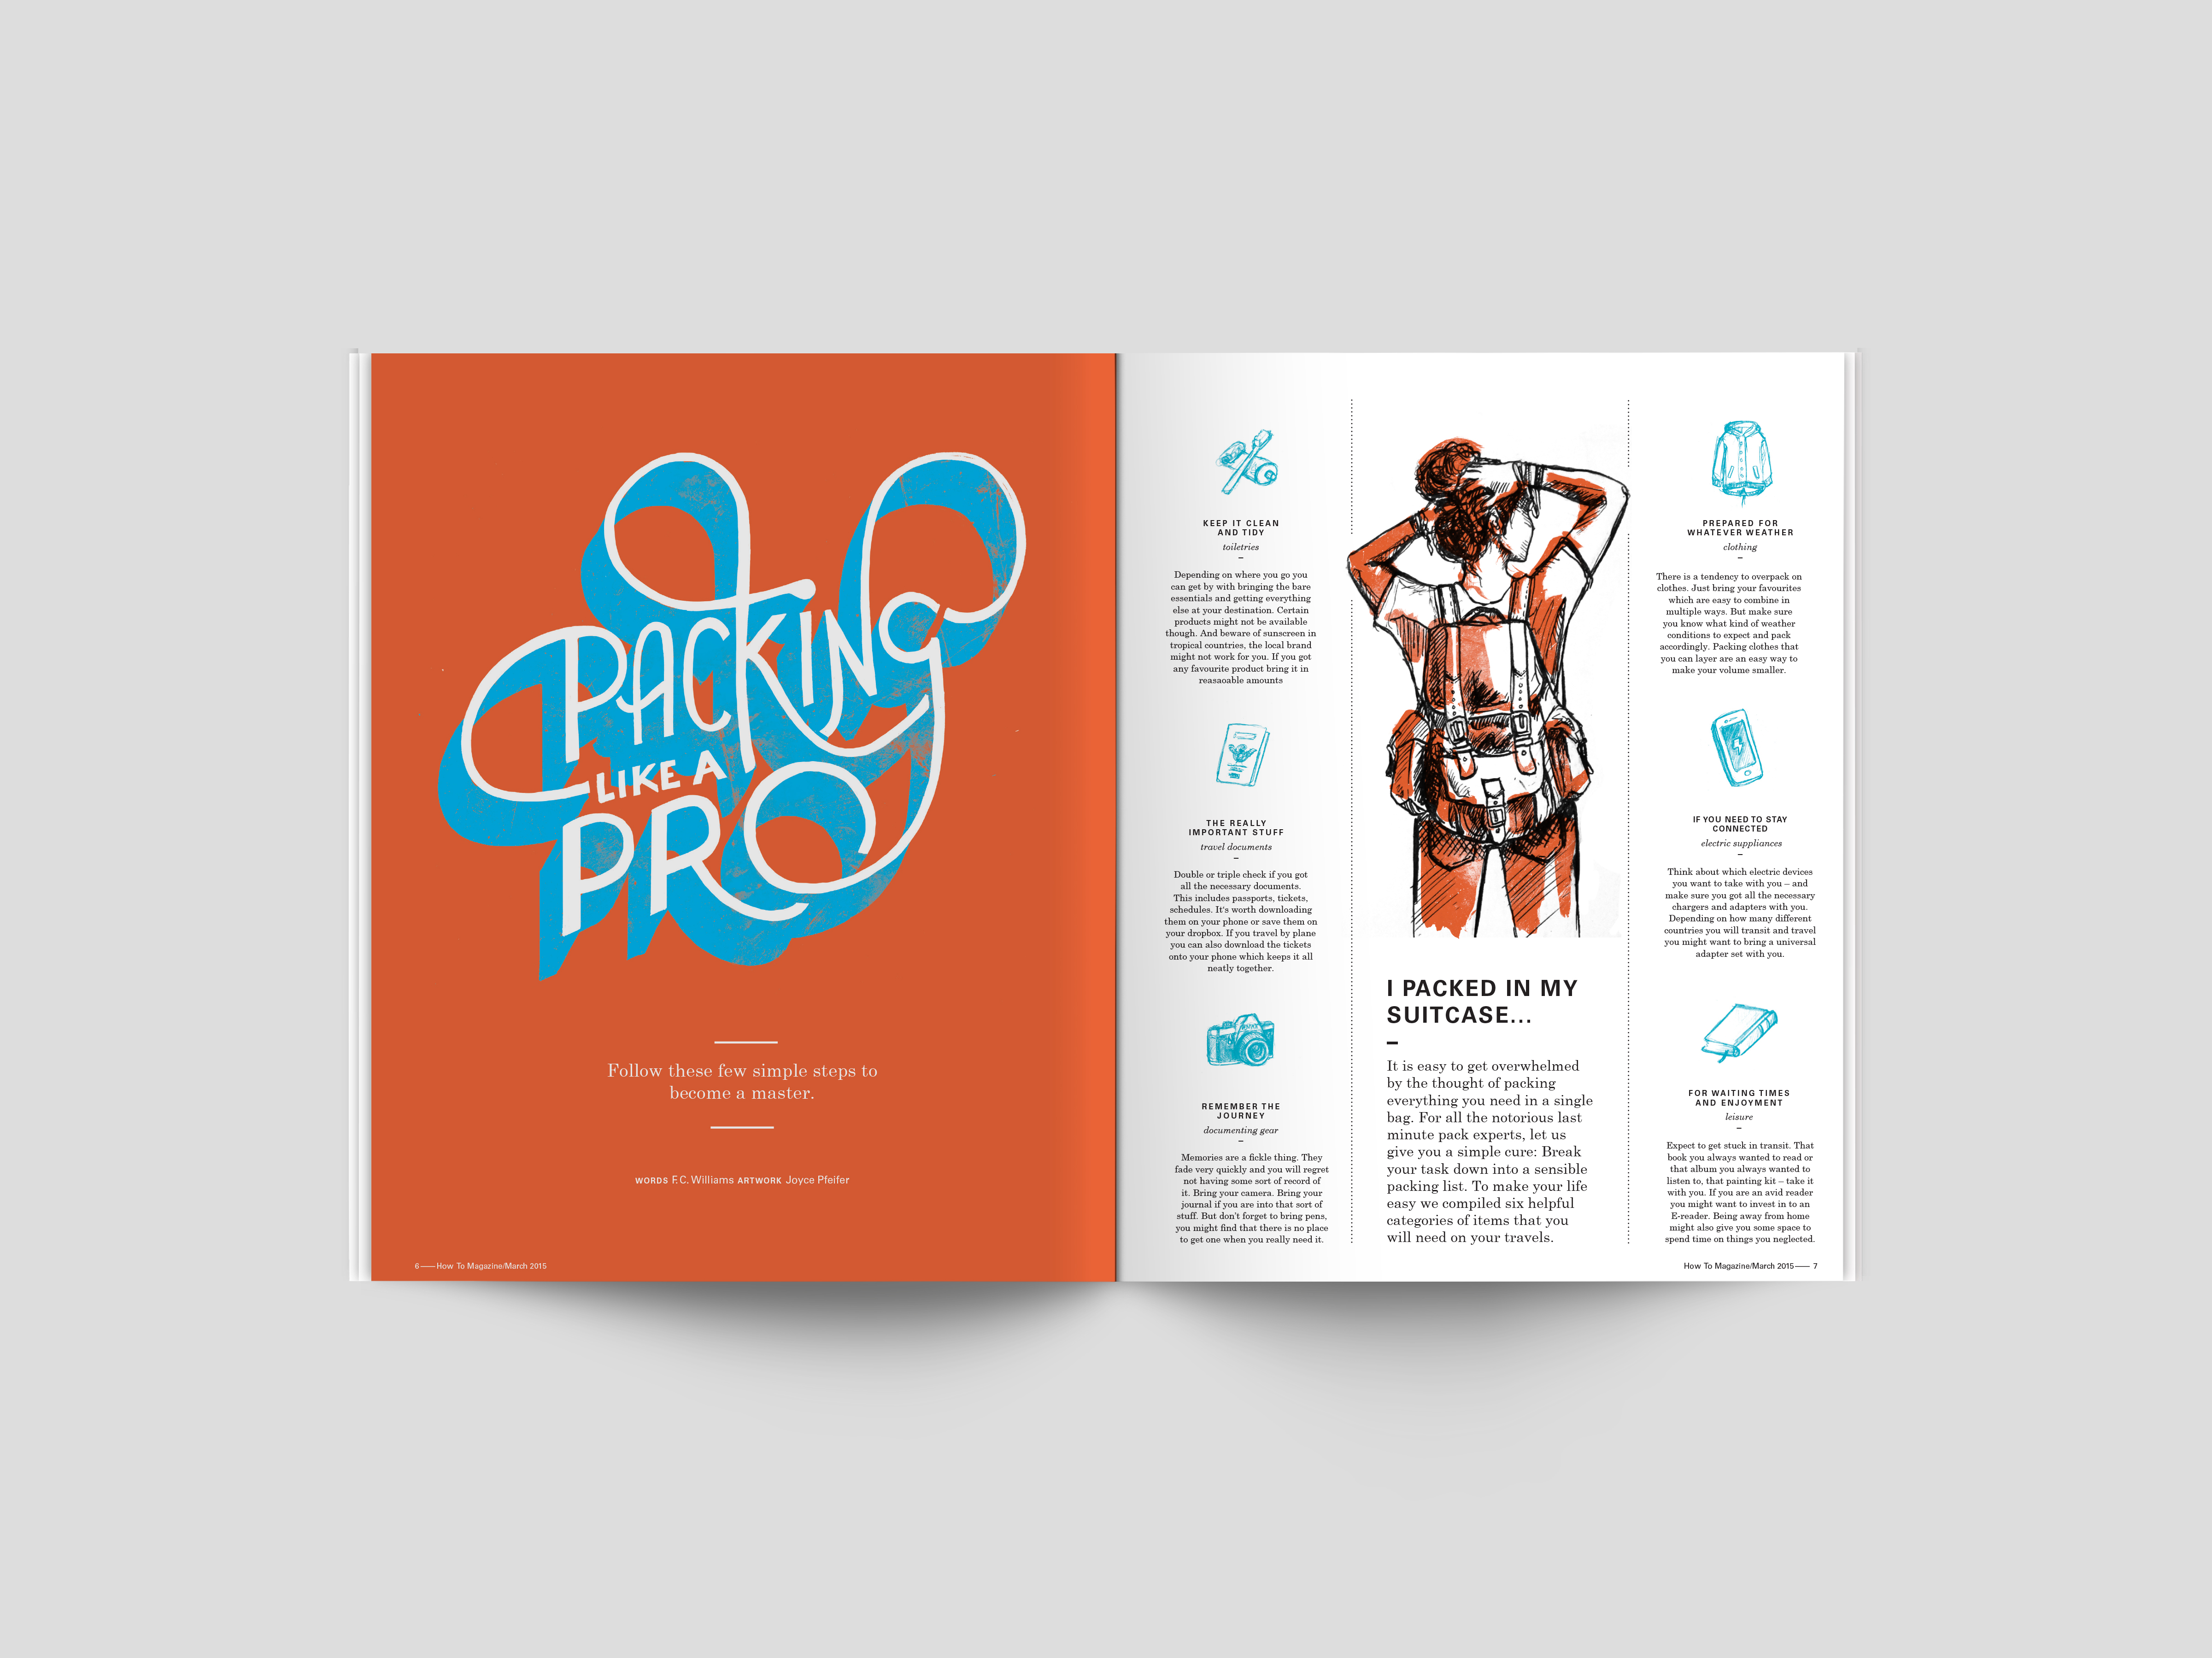 PACKING
LIKE A
PRO
Follow these few simple steps to
become a master.
WORDS F.C. Williams ARTWORK Joyce Pfeifer
6 — How To Magazine/March 2015
KEEP IT CLEAN
AND TIDY
toiletries
–
Depending on where you go you
can get by with bringing the bare
essentials and getting everything
else at your destination. Certain
products might not be available
though. And beware of sunscreen in
tropical countries, the local brand
might not work for you. If you got
any favourite product bring it in
reasaoable amounts
THE REALLY
IMPORTANT STUFF
travel documents
–
Double or triple check if you got
all the necessary documents.
This includes passports, tickets,
schedules. It's worth downloading
them on your phone or save them on
your dropbox. If you travel by plane
you can also download the tickets
onto your phone which keeps it all
neatly together.
REMEMBER THE
JOURNEY
documenting gear
–
Memories are a fickle thing. They
fade very quickly and you will regret
not having some sort of record of
it. Bring your camera. Bring your
journal if you are into that sort of
stuff. But don't forget to bring pens,
you might find that there is no place
to get one when you really need it.
I PACKED IN MY
SUITCASE...
–
It is easy to get overwhelmed
by the thought of packing
everything you need in a single
bag. For all the notorious last
minute pack experts, let us
give you a simple cure: Break
your task down into a sensible
packing list. To make your life
easy we compiled six helpful
categories of items that you
will need on your travels.
PREPARED FOR
WHATEVER WEATHER
clothing
–
There is a tendency to overpack on
clothes. Just bring your favourites
which are easy to combine in
multiple ways. But make sure
you know what kind of weather
conditions to expect and pack
accordingly. Packing clothes that
you can layer are an easy way to
make your volume smaller.
IF YOU NEED TO STAY
CONNECTED
electric suppliances
–
Think about which electric devices
you want to take with you – and
make sure you got all the necessary
chargers and adapters with you.
Depending on how many different
countries you will transit and travel
you might want to bring a universal
adapter set with you.
FOR WAITING TIMES
AND ENJOYMENT
leisure
–
Expect to get stuck in transit. That
book you always wanted to read or
that album you always wanted to
listen to, that painting kit – take it
with you. If you are an avid reader
you might want to invest in to an
E-reader. Being away from home
might also give you some space to
spend time on things you neglected.
How To Magazine/March 2015 — 7